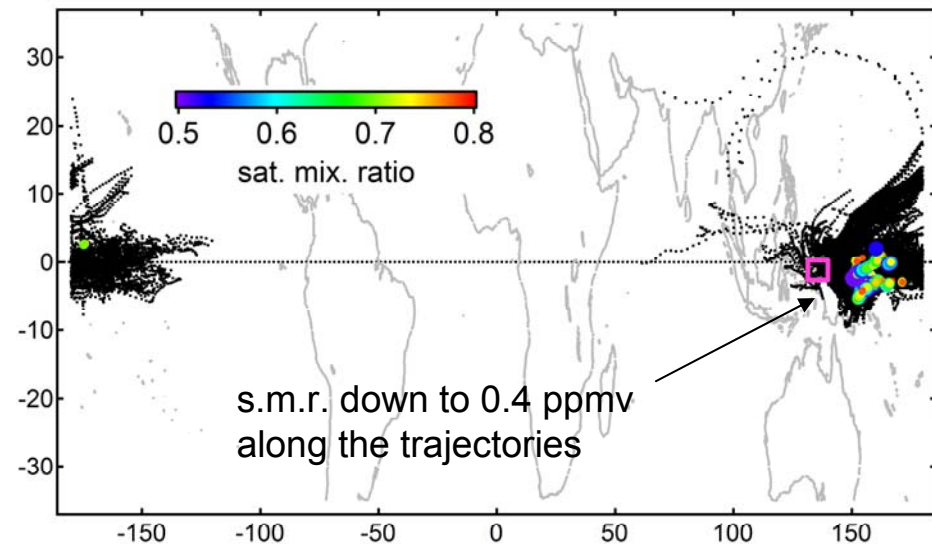 30
20
10
0
-10
-20
-30
0.5 0.6 0.7 0.8
sat. mix. ratio
s.m.r. down to 0.4 ppmv
along the trajectories
-150 -100 -50 0 50 100 150